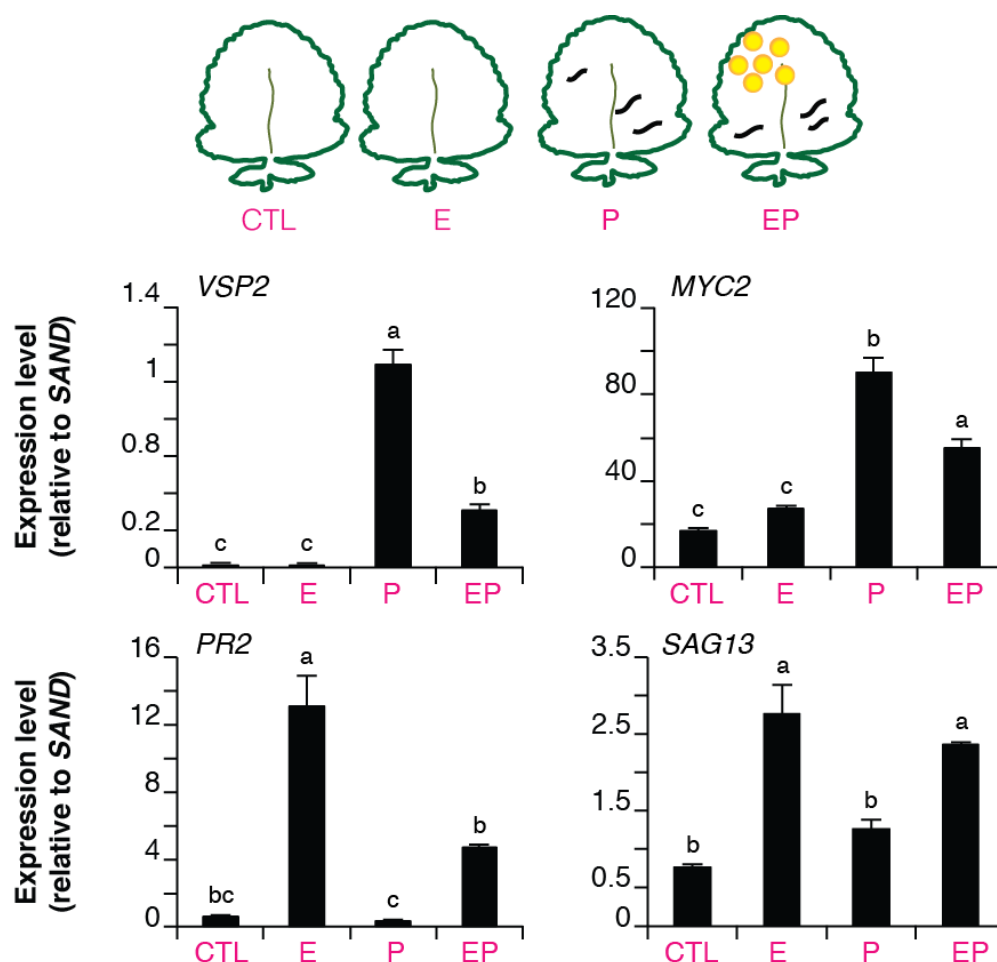 CTL E P EP
VSP2
Expression level
(relative to SAND)
1.4
1
0.8
0.2
0
c c a b
CTL E P EP
MYC2
120
80
40
0
c c b a
CTL E P EP
PR2
Expression level
(relative to SAND)
16
12
8
4
0
bc a c b
CTL E P EP
SAG13
3.5
2.5
1.5
0.5
0
b a b a
CTL E P EP